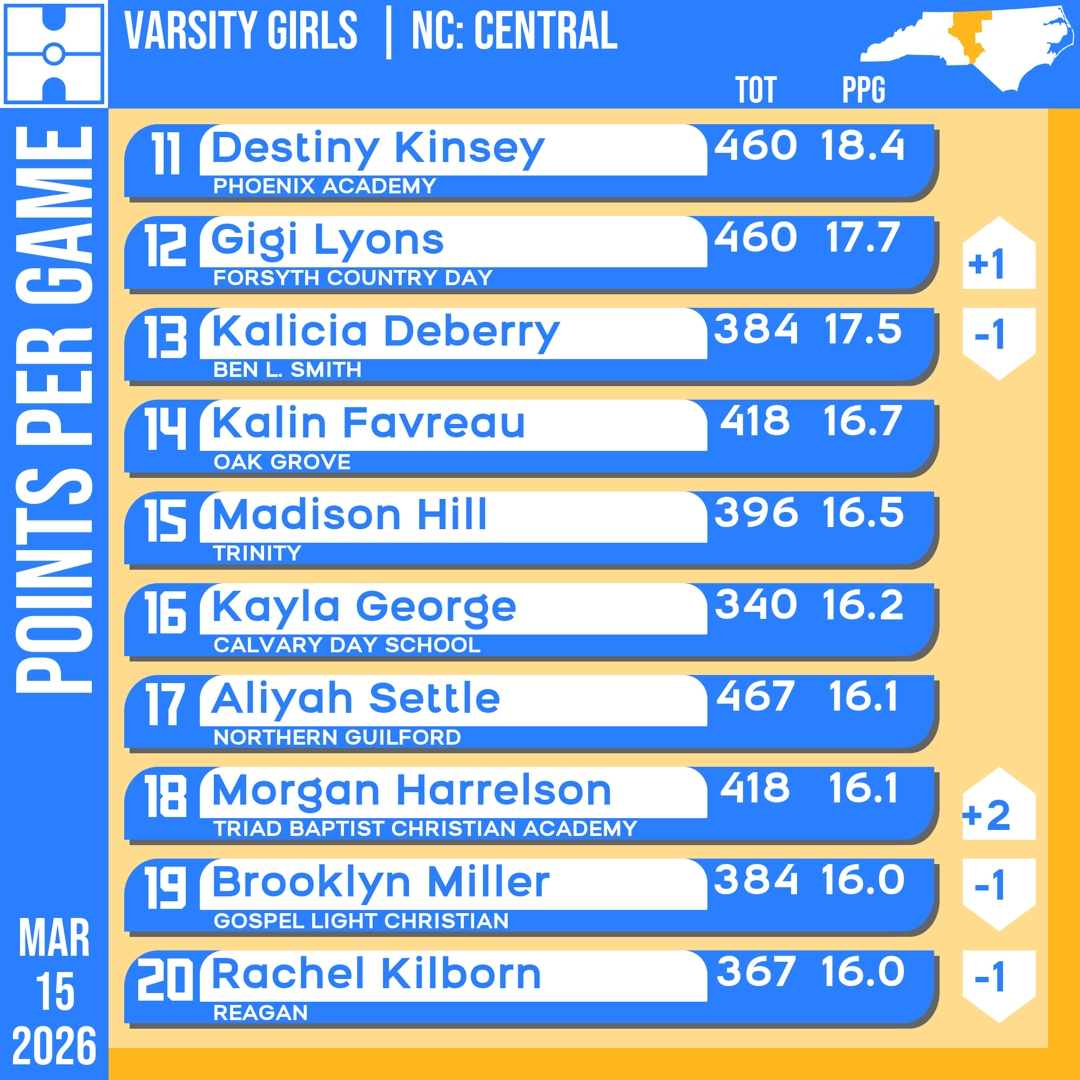 VARSITY GIRLS | NC: CENTRAL
TOT PPG
POINTS PER GAME
11 Destiny Kinsey 460 18.4
PHOENIX ACADEMY
12 Gigi Lyons 460 17.7 +1
FORSYTH COUNTRY DAY
13 Kalicia Deberry 384 17.5 -1
BEN L. SMITH
14 Kalin Favreau 418 16.7
OAK GROVE
15 Madison Hill 396 16.5
TRINITY
16 Kayla George 340 16.2
CALVARY DAY SCHOOL
17 Aliyah Settle 467 16.1
NORTHERN GUILFORD
18 Morgan Harrelson 418 16.1 +2
TRIAD BAPTIST CHRISTIAN ACADEMY
19 Brooklyn Miller 384 16.0 -1
GOSPEL LIGHT CHRISTIAN
20 Rachel Kilborn 367 16.0 -1
REAGAN
MAR
15
2026